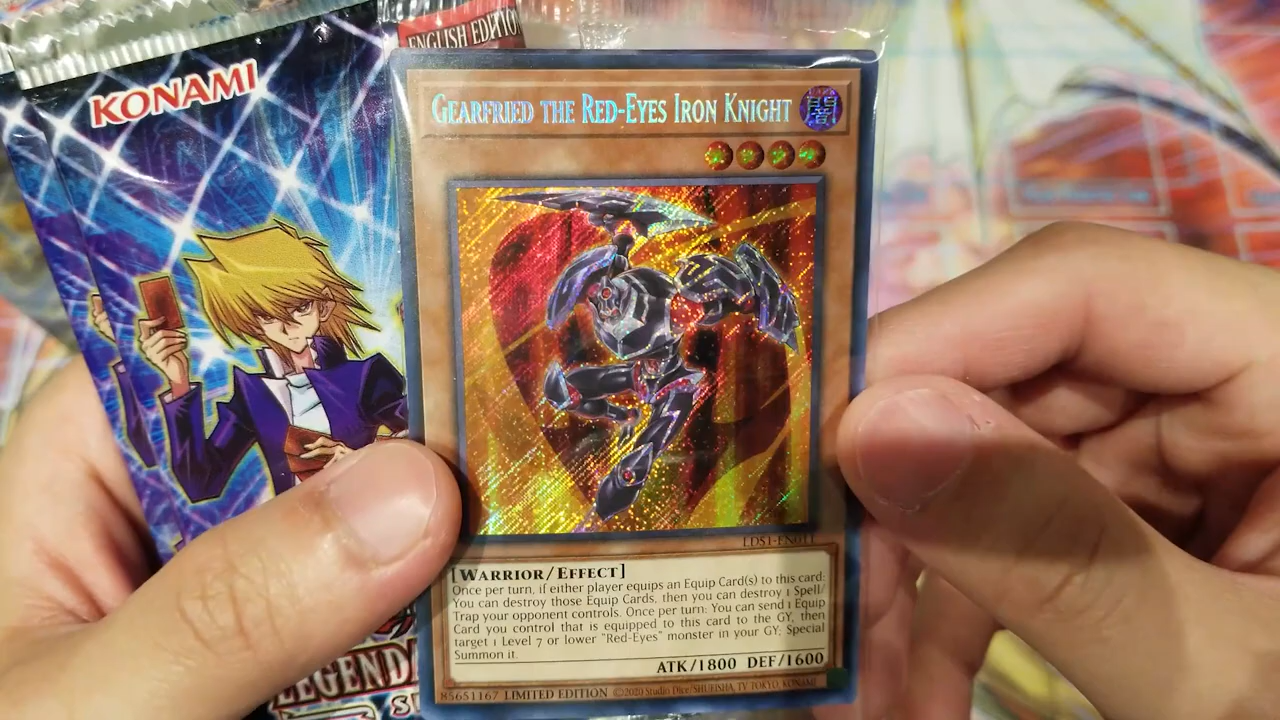 KONAMI
ENGLISH EDITION
GEARFRIED THE RED-EYES IRON KNIGHT
闇
LDS1-EN011
[WARRIOR/EFFECT]
Once per turn, if either player equips an Equip Card(s) to this card:
You can destroy those Equip Cards, then you can destroy 1 Spell/
Trap your opponent controls. Once per turn: You can send 1 Equip
Card you control that is equipped to this card to the GY, then
target 1 Level 7 or lower "Red-Eyes" monster in your GY; Special
Summon it.
ATK/1800 DEF/1600
85651167 LIMITED EDITION ©2020 Studio Dice/SHUEISHA, TV TOKYO, KONAMI